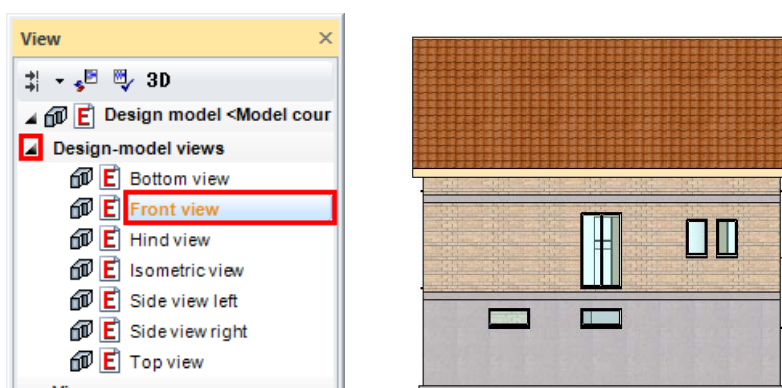 View
3D
E Design model <Model cour
Design-model views
E Bottom view
E Front view
E Hind view
E Isometric view
E Side view left
E Side view right
E Top view